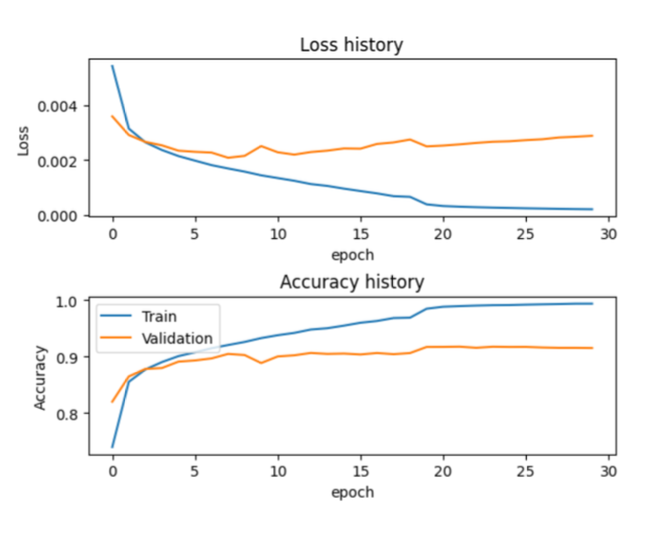 Loss history
0.004
0.002
0.000
Loss
0 5 10 15 20 25 30
epoch
Accuracy history
1.0
0.9
0.8
Accuracy
Train
Validation
0 5 10 15 20 25 30
epoch